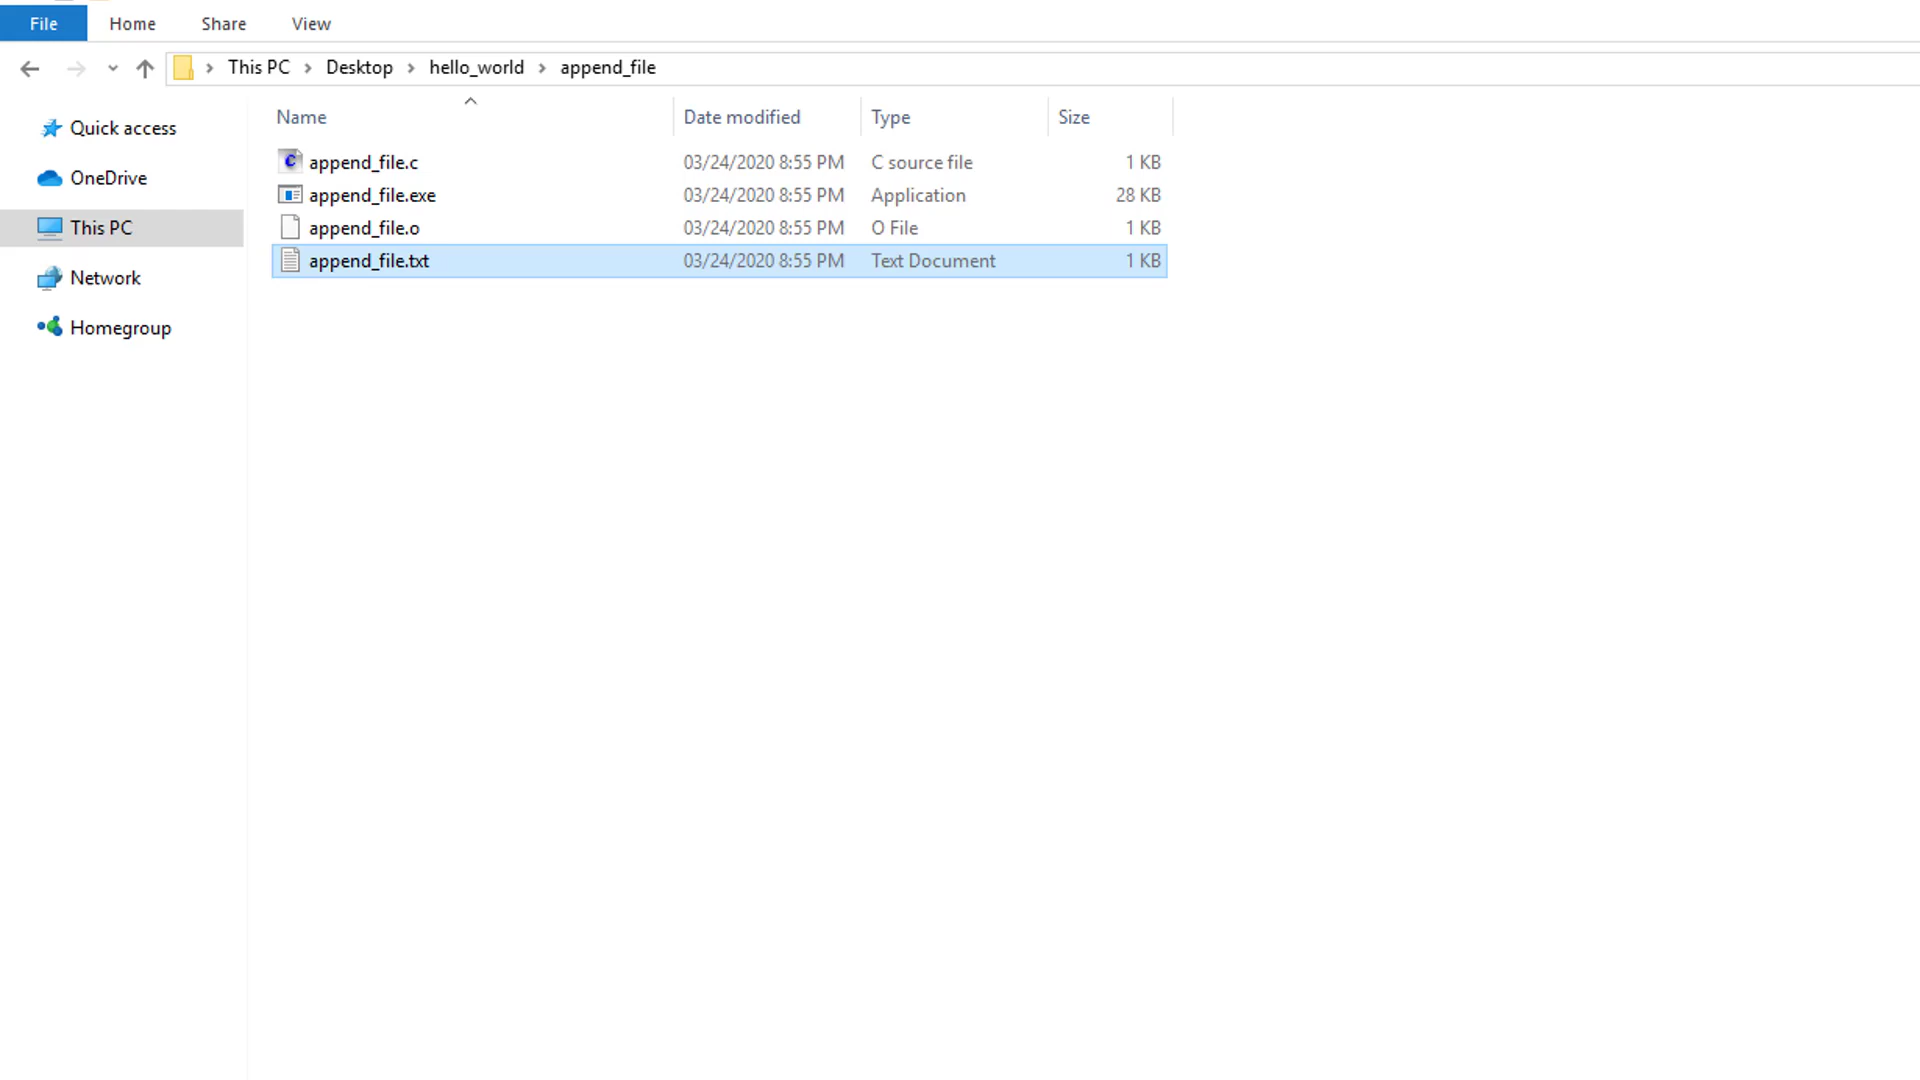 File Home Share View
This PC Desktop hello_world append_file
Quick access
OneDrive
This PC
Network
Homegroup
Name Date modified Type Size
append_file.c 03/24/2020 8:55 PM C source file 1 KB
append_file.exe 03/24/2020 8:55 PM Application 28 KB
append_file.o 03/24/2020 8:55 PM O File 1 KB
append_file.txt 03/24/2020 8:55 PM Text Document 1 KB